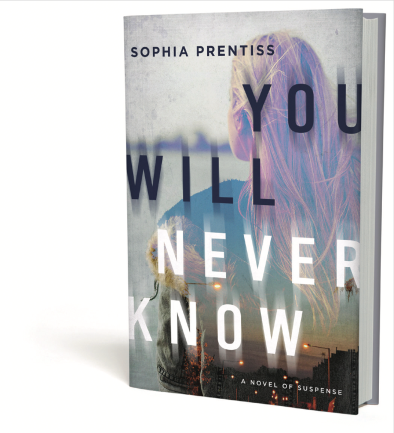 SOPHIA PRENTISS
YOU
WILL
NEVER
KNOW
A NOVEL OF SUSPENSE